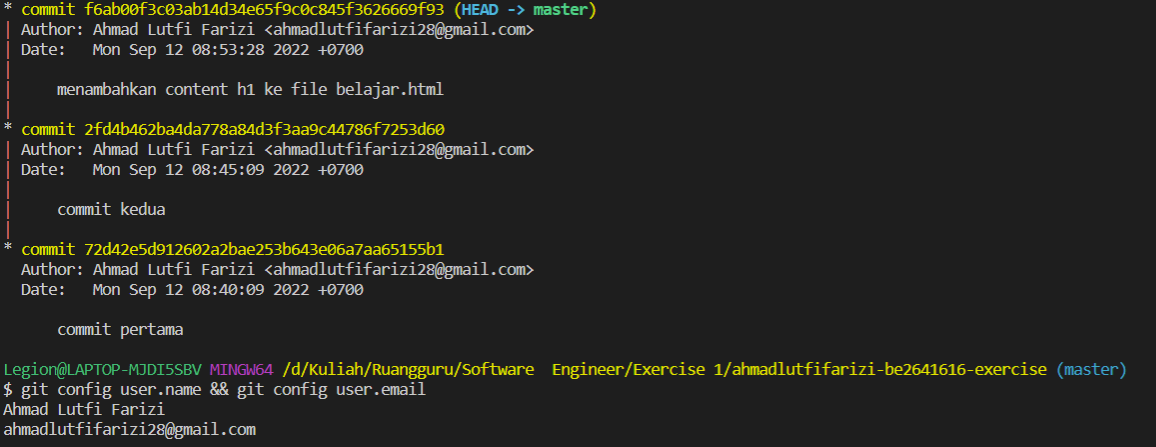 * commit f6ab00f3c03ab14d34e65f9c0c845f3626669f93 (HEAD -> master)
| Author: Ahmad Lutfi Farizi <ahmadlutfifarizi28@gmail.com>
| Date:   Mon Sep 12 08:53:28 2022 +0700
|
|     menambahkan content h1 ke file belajar.html
|
* commit 2fd4b462ba4da778a84d3f3aa9c44786f7253d60
| Author: Ahmad Lutfi Farizi <ahmadlutfifarizi28@gmail.com>
| Date:   Mon Sep 12 08:45:09 2022 +0700
|
|     commit kedua
|
* commit 72d42e5d912602a2bae253b643e06a7aa65155b1
  Author: Ahmad Lutfi Farizi <ahmadlutfifarizi28@gmail.com>
  Date:   Mon Sep 12 08:40:09 2022 +0700
      commit pertama
Legion@LAPTOP-MJDI5SBV MINGW64 /d/Kuliah/Ruangguru/Software  Engineer/Exercise 1/ahmadlutfifarizi-be2641616-exercise (master)
$ git config user.name && git config user.email
Ahmad Lutfi Farizi
ahmadlutfifarizi28@gmail.com